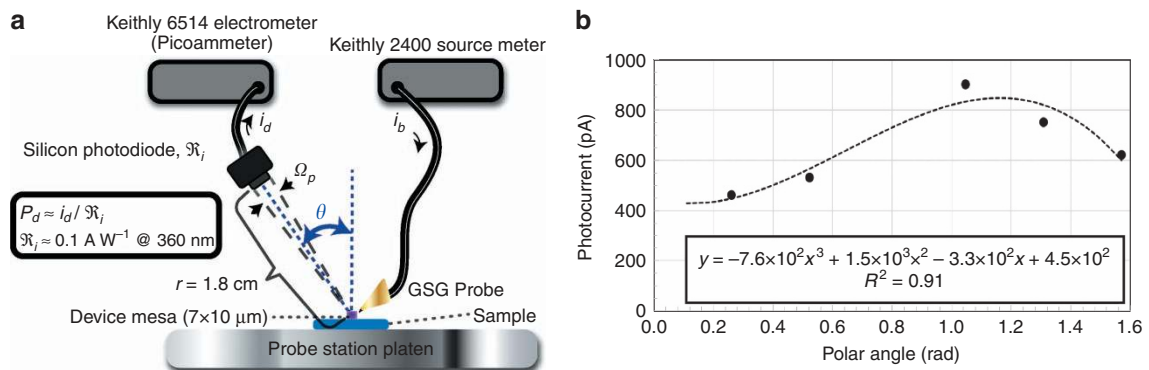 a
Keithly 6514 electrometer
(Picoammeter)
Keithly 2400 source meter
i_d
i_b
Silicon photodiode, ℜ_i
Ω_p
θ
P_d ≈ i_d / ℜ_i
ℜ_i ≈ 0.1 A W⁻¹ @ 360 nm
r = 1.8 cm
GSG Probe
Device mesa (7×10 µm)
Sample
Probe station platen
b
1000
800
600
400
200
0
Photocurrent (pA)
y = −7.6×10²x³ + 1.5×10³x² − 3.3×10²x + 4.5×10²
R² = 0.91
0.0 0.2 0.4 0.6 0.8 1.0 1.2 1.4 1.6
Polar angle (rad)